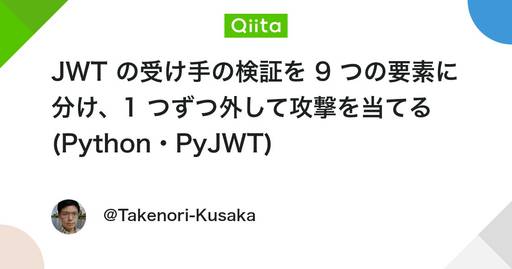 Qiita
JWT の受け手の検証を 9 つの要素に
分け、1 つずつ外して攻撃を当てる
(Python・PyJWT)
@Takenori-Kusaka